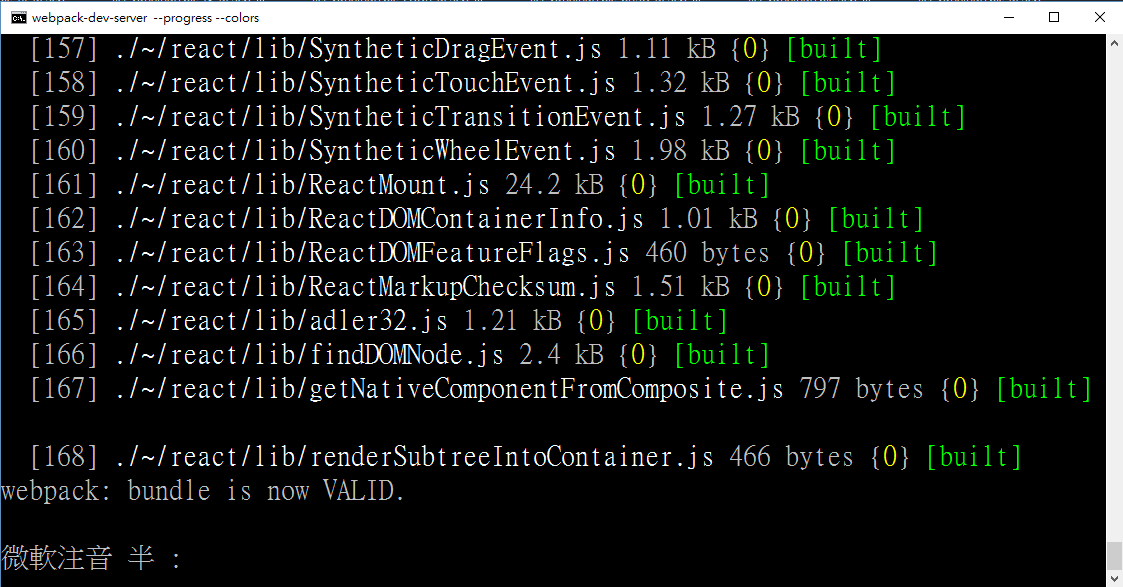 webpack-dev-server --progress --colors
[157] ./~/react/lib/SyntheticDragEvent.js 1.11 kB {0} [built]
[158] ./~/react/lib/SyntheticTouchEvent.js 1.32 kB {0} [built]
[159] ./~/react/lib/SyntheticTransitionEvent.js 1.27 kB {0} [built]
[160] ./~/react/lib/SyntheticWheelEvent.js 1.98 kB {0} [built]
[161] ./~/react/lib/ReactMount.js 24.2 kB {0} [built]
[162] ./~/react/lib/ReactDOMContainerInfo.js 1.01 kB {0} [built]
[163] ./~/react/lib/ReactDOMFeatureFlags.js 460 bytes {0} [built]
[164] ./~/react/lib/ReactMarkupChecksum.js 1.51 kB {0} [built]
[165] ./~/react/lib/adler32.js 1.21 kB {0} [built]
[166] ./~/react/lib/findDOMNode.js 2.4 kB {0} [built]
[167] ./~/react/lib/getNativeComponentFromComposite.js 797 bytes {0} [built]
[168] ./~/react/lib/renderSubtreeIntoContainer.js 466 bytes {0} [built]
webpack: bundle is now VALID.
微軟注音 半 :